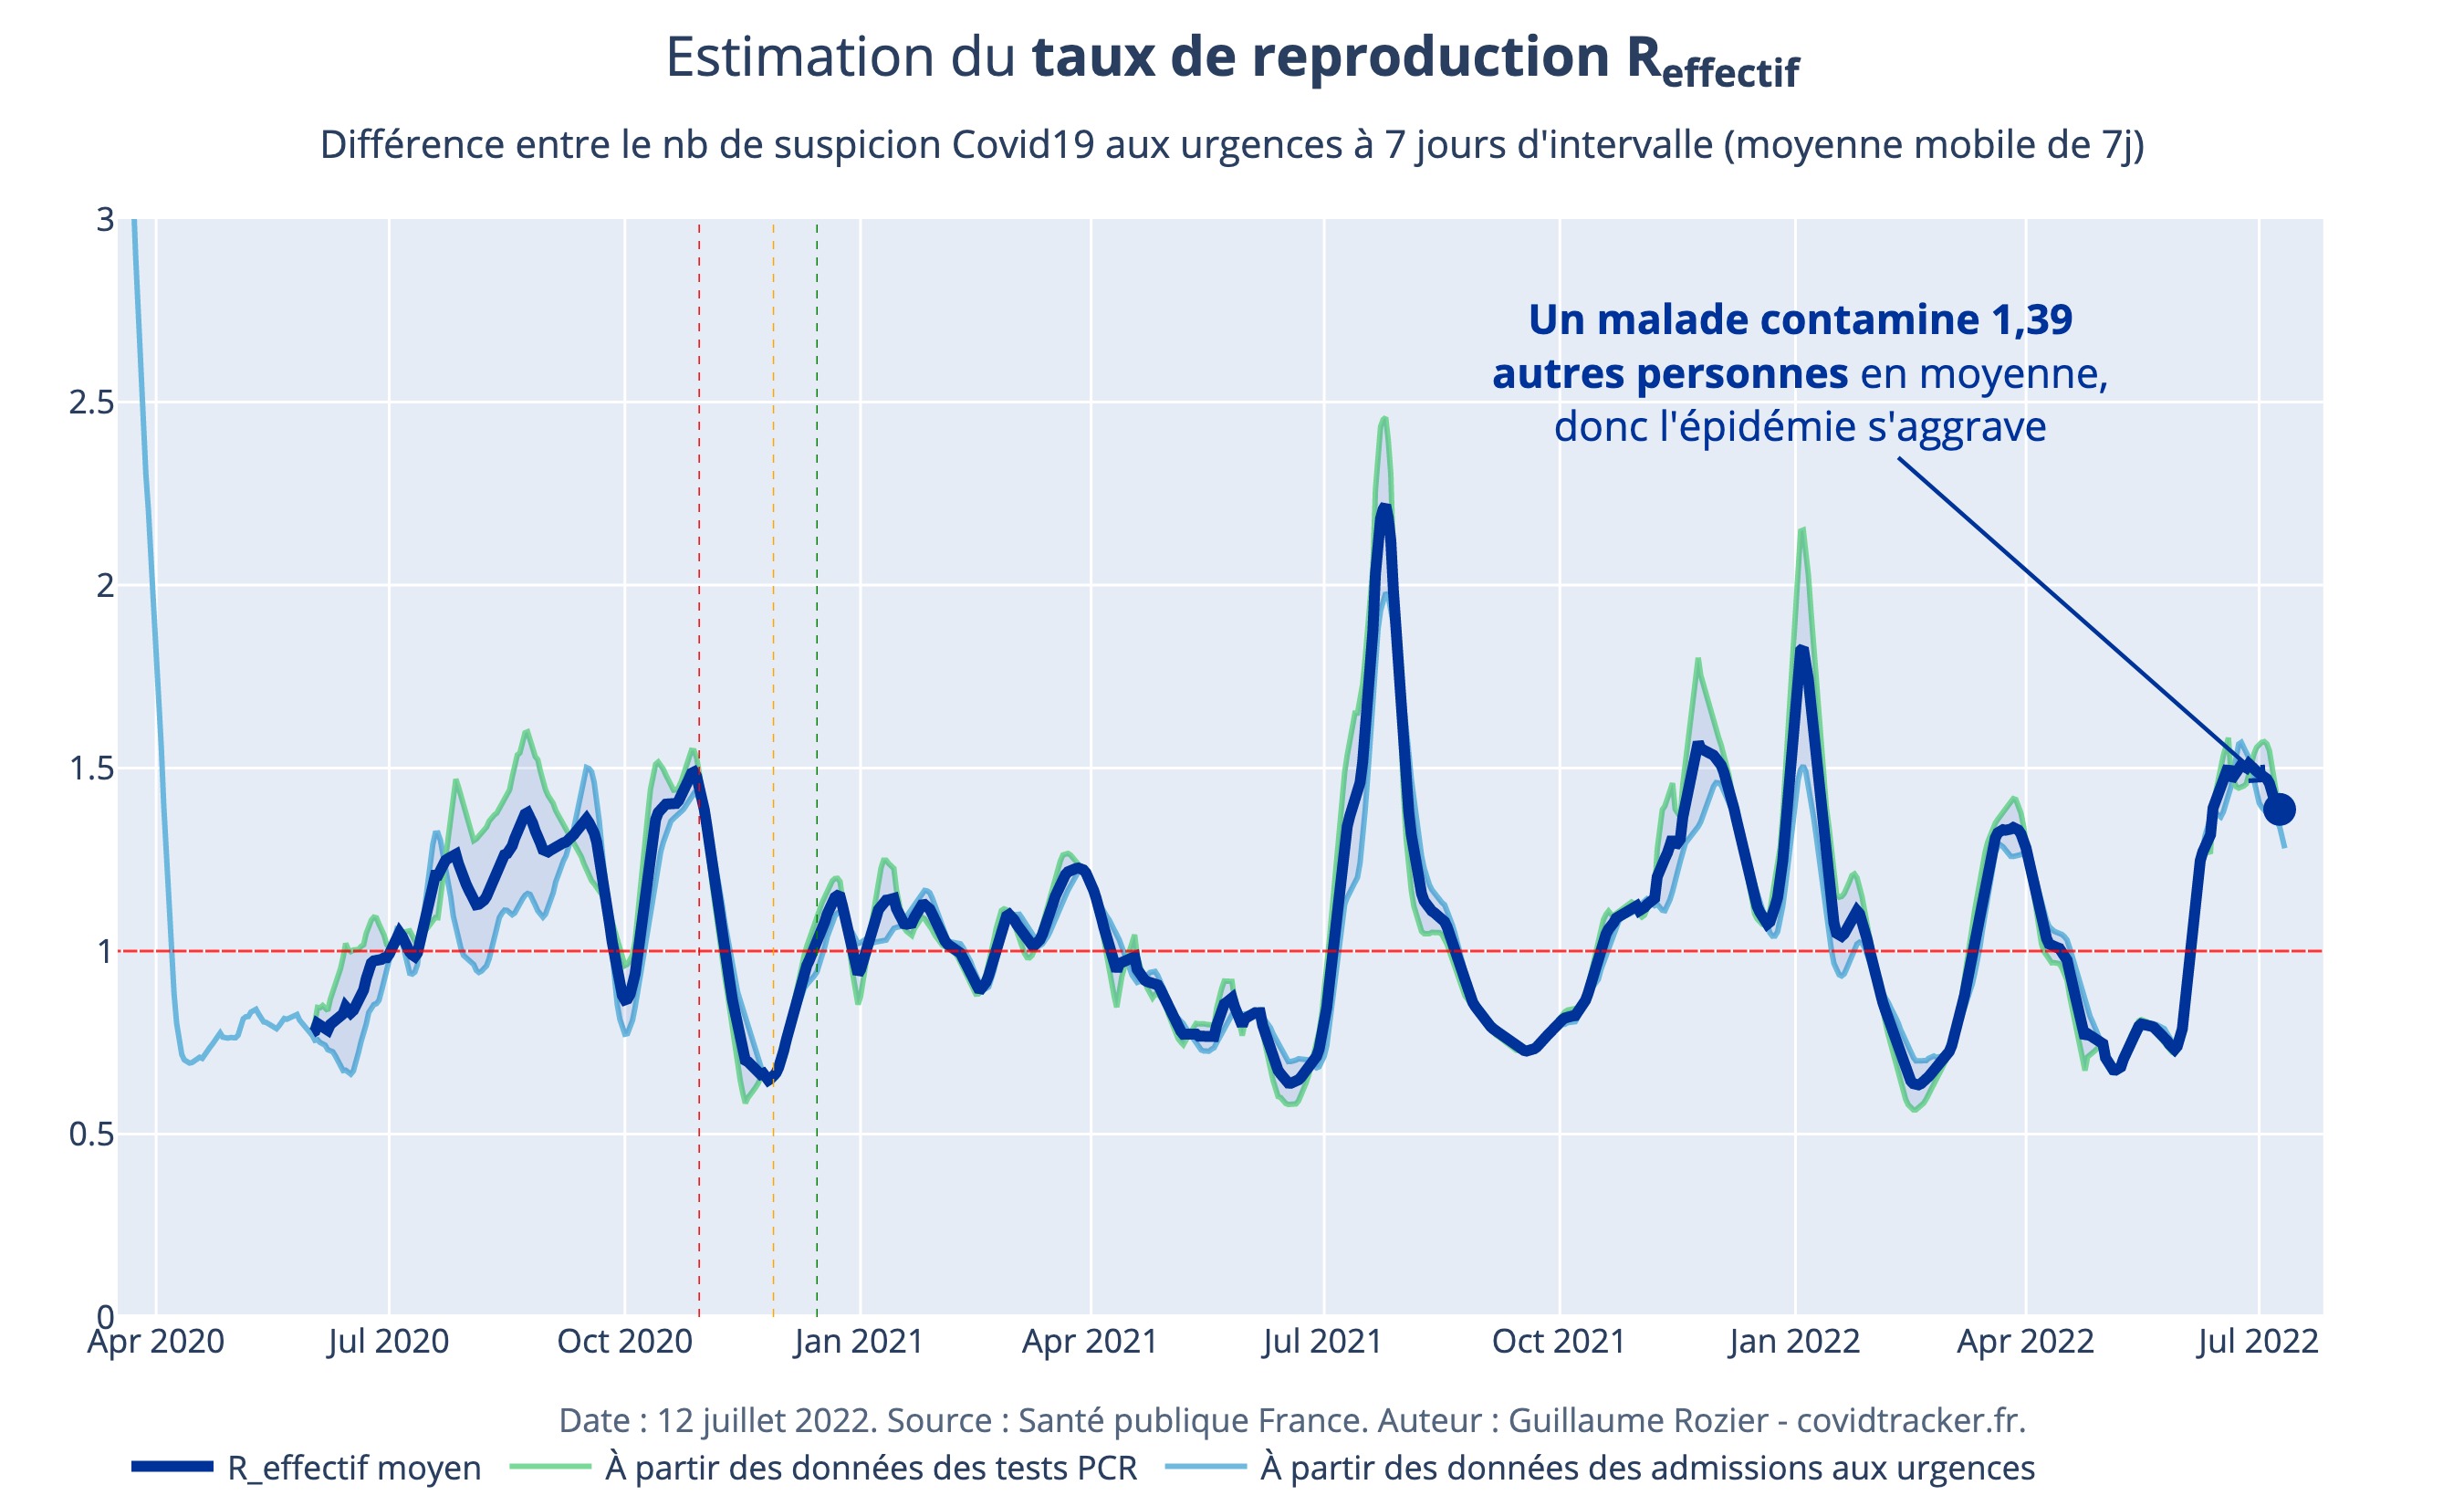 Estimation du taux de reproduction Reffectif
Différence entre le nb de suspicion Covid19 aux urgences à 7 jours d'intervalle (moyenne mobile de 7j)
3
2.5
2
1.5
1
0.5
0
Un malade contamine 1,39
autres personnes en moyenne,
donc l'épidémie s'aggrave
Apr 2020 Jul 2020 Oct 2020 Jan 2021 Apr 2021 Jul 2021 Oct 2021 Jan 2022 Apr 2022 Jul 2022
Date : 12 juillet 2022. Source : Santé publique France. Auteur : Guillaume Rozier - covidtracker.fr.
R_effectif moyen À partir des données des tests PCR À partir des données des admissions aux urgences